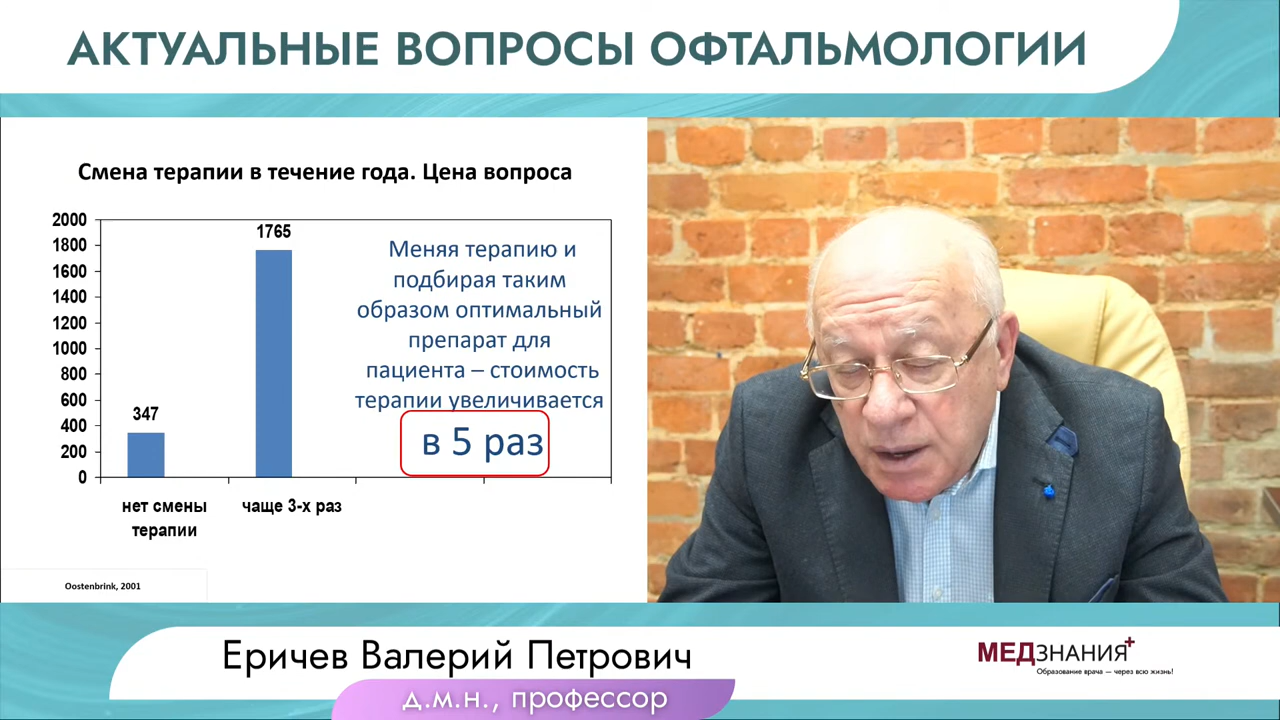 АКТУАЛЬНЫЕ ВОПРОСЫ ОФТАЛЬМОЛОГИИ
Смена терапии в течение года. Цена вопроса
2000
1800
1600
1400
1200
1000
800
600
400
200
0
347
1765
нет смены
терапии
чаще 3-х раз
Меняя терапию и
подбирая таким
образом оптимальный
препарат для
пациента – стоимость
терапии увеличивается
в 5 раз
Oostenbrink, 2001
Еричев Валерий Петрович
д.м.н., профессор
МЕДЗНАНИЯ+
Образование врача — через всю жизнь!